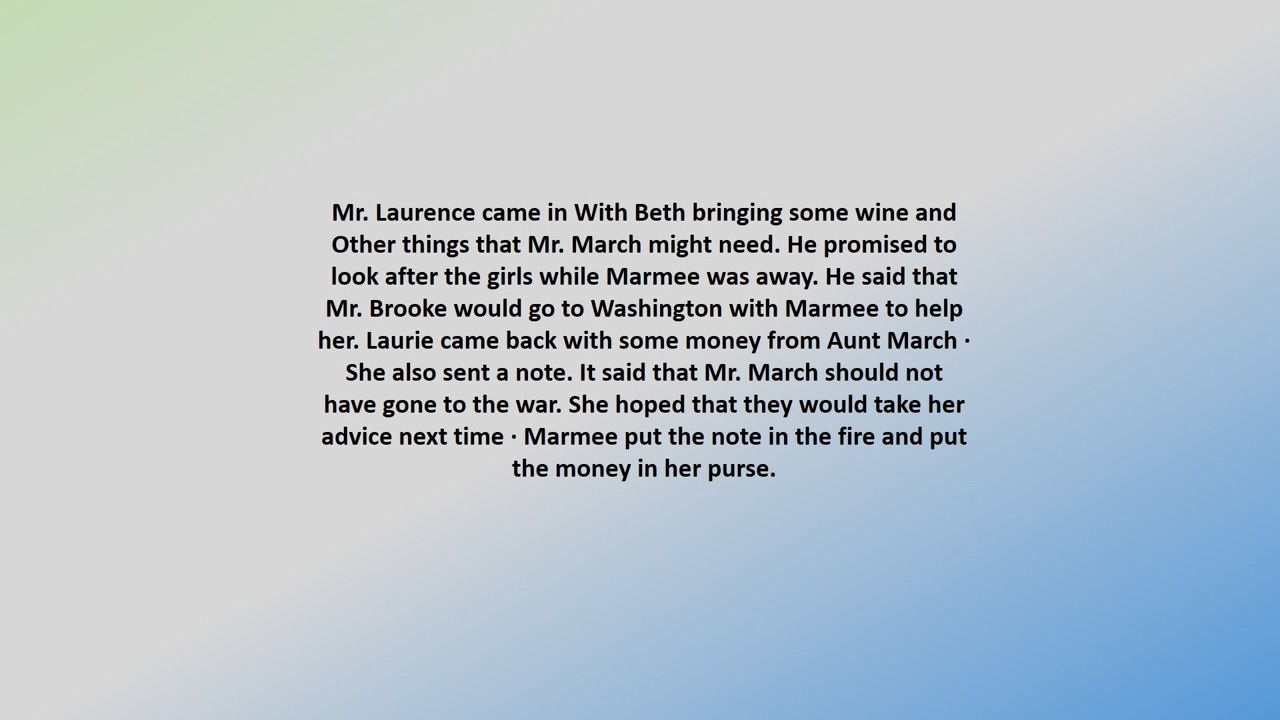 Mr. Laurence came in With Beth bringing some wine and
Other things that Mr. March might need. He promised to
look after the girls while Marmee was away. He said that
Mr. Brooke would go to Washington with Marmee to help
her. Laurie came back with some money from Aunt March ·
She also sent a note. It said that Mr. March should not
have gone to the war. She hoped that they would take her
advice next time · Marmee put the note in the fire and put
the money in her purse.